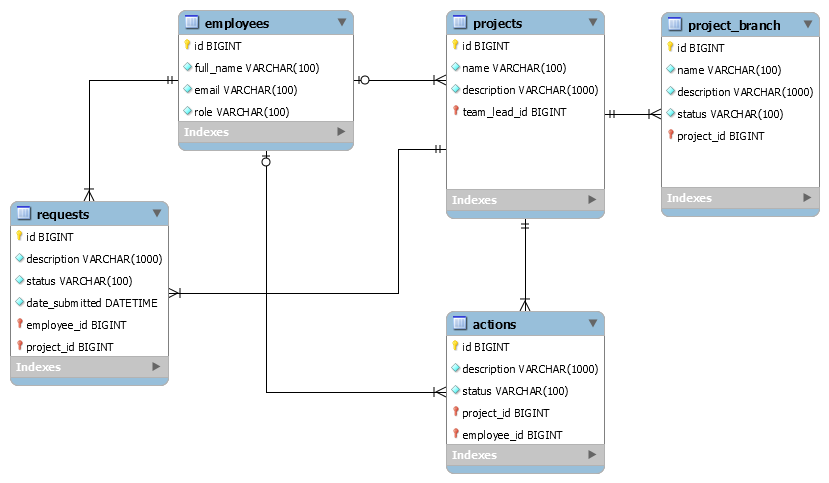 employees
id BIGINT
full_name VARCHAR(100)
email VARCHAR(100)
role VARCHAR(100)
Indexes
projects
id BIGINT
name VARCHAR(100)
description VARCHAR(1000)
team_lead_id BIGINT
Indexes
project_branch
id BIGINT
name VARCHAR(100)
description VARCHAR(1000)
status VARCHAR(100)
project_id BIGINT
Indexes
requests
id BIGINT
description VARCHAR(1000)
status VARCHAR(100)
date_submitted DATETIME
employee_id BIGINT
project_id BIGINT
Indexes
actions
id BIGINT
description VARCHAR(1000)
status VARCHAR(100)
project_id BIGINT
employee_id BIGINT
Indexes